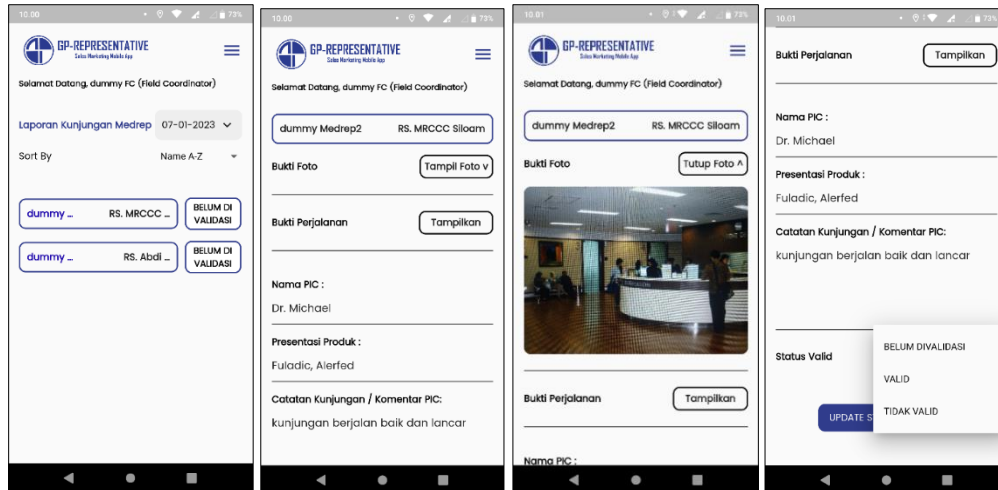 10.00
73%
GP-REPRESENTATIVE
Sales Marketing Mobile App
Selamat Datang, dummy FC (Field Coordinator)
Laporan Kunjungan Medrep 07-01-2023
Sort By Name A-Z
dummy ... RS. MRCCC ... BELUM DI VALIDASI
dummy ... RS. Abdi ... BELUM DI VALIDASI
10.00
73%
GP-REPRESENTATIVE
Sales Marketing Mobile App
Selamat Datang, dummy FC (Field Coordinator)
dummy Medrep2 RS. MRCCC Siloam
Bukti Foto Tampil Foto v
Bukti Perjalanan Tampilkan
Nama PIC :
Dr. Michael
Presentasi Produk :
Fuladic, Alerfed
Catatan Kunjungan / Komentar PIC:
kunjungan berjalan baik dan lancar
10.01
73%
GP-REPRESENTATIVE
Sales Marketing Mobile App
Selamat Datang, dummy FC (Field Coordinator)
dummy Medrep2 RS. MRCCC Siloam
Bukti Foto Tutup Foto ^
Bukti Perjalanan Tampilkan
Nama PIC :
10.01
73%
Bukti Perjalanan Tampilkan
Nama PIC :
Dr. Michael
Presentasi Produk :
Fuladic, Alerfed
Catatan Kunjungan / Komentar PIC:
kunjungan berjalan baik dan lancar
Status Valid
BELUM DIVALIDASI
VALID
TIDAK VALID
UPDATE S